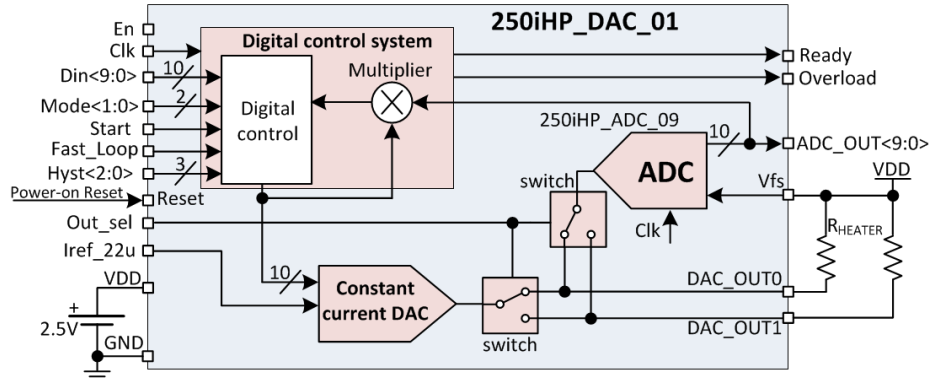 250iHP_DAC_01
En
Clk
Din<9:0>
10
Mode<1:0>
2
Start
Fast_Loop
Hyst<2:0>
3
Power-on Reset
Reset
Out_sel
Iref_22u
VDD
+
2.5V
GND
Digital control system
Multiplier
Digital
control
250iHP_ADC_09
10
ADC
Clk
switch
10
Constant
current DAC
switch
Ready
Overload
ADC_OUT<9:0>
Vfs
VDD
RHEATER
DAC_OUT0
DAC_OUT1